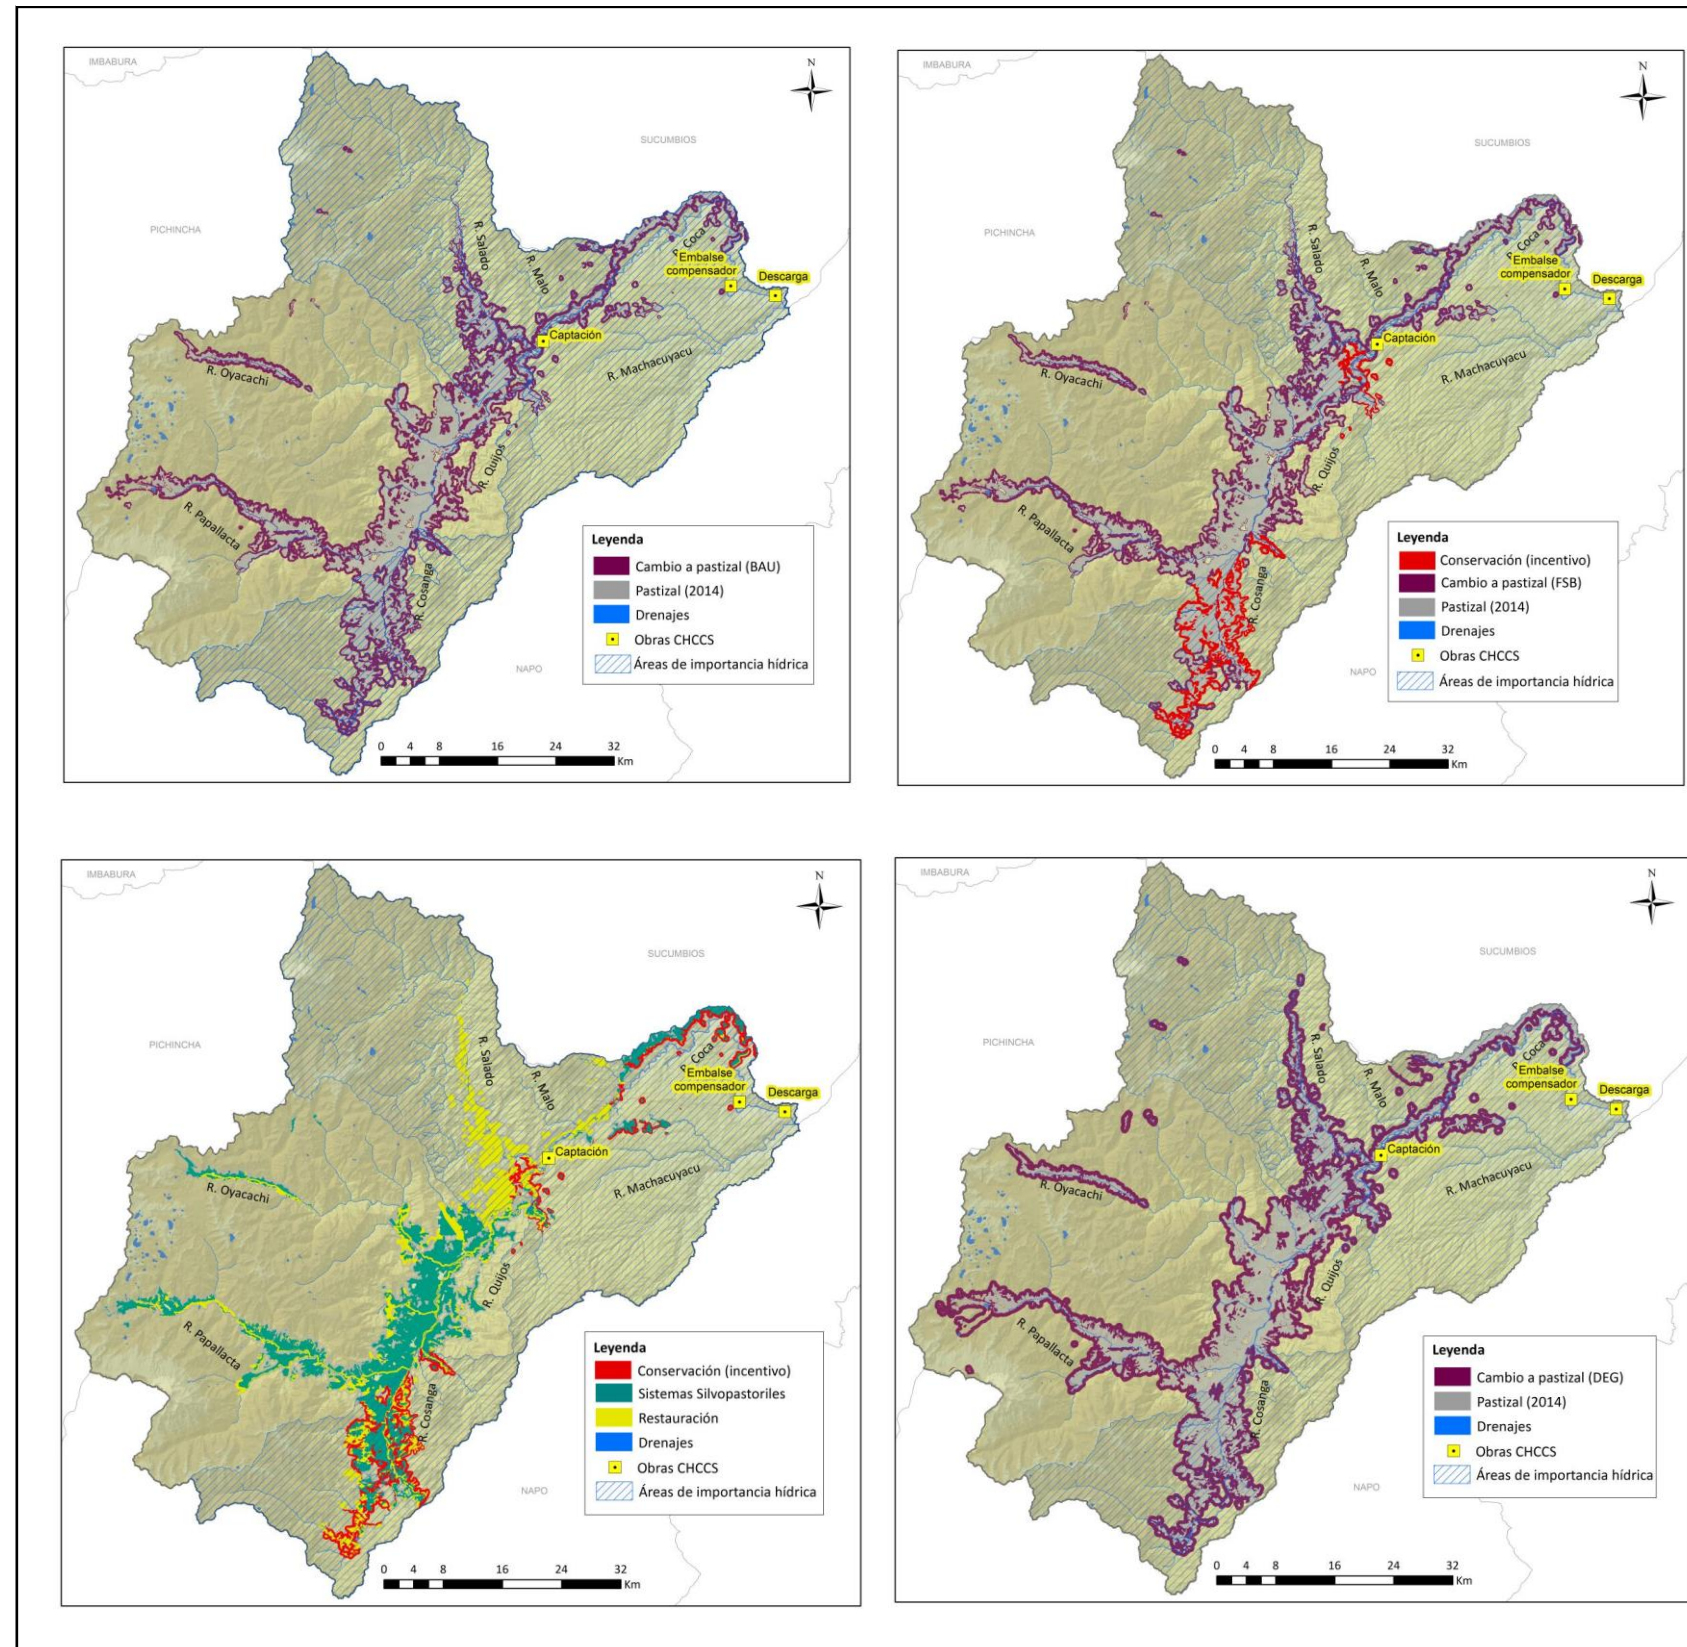 IMBABURA
N
SUCUMBIOS
PICHINCHA
R. Salado
R. Malo
Coca
Embalse
compensador
Descarga
Captación
R. Oyacachi
R. Machacuyacu
R. Quijos
R. Papallacta
R. Cosanga
NAPO
Leyenda
Cambio a pastizal (BAU)
Pastizal (2014)
Drenajes
Obras CHCCS
Áreas de importancia hídrica
0 4 8 16 24 32
Km
IMBABURA
N
SUCUMBIOS
PICHINCHA
R. Salado
R. Malo
Coca
Embalse
compensador
Descarga
Captación
R. Oyacachi
R. Machacuyacu
R. Quijos
R. Papallacta
R. Cosanga
NAPO
Leyenda
Conservación (incentivo)
Cambio a pastizal (FSB)
Pastizal (2014)
Drenajes
Obras CHCCS
Áreas de importancia hídrica
0 4 8 16 24 32
Km
IMBABURA
N
SUCUMBIOS
PICHINCHA
R. Salado
R. Malo
Coca
Embalse
compensador
Descarga
Captación
R. Oyacachi
R. Machacuyacu
R. Quijos
R. Papallacta
R. Cosanga
NAPO
Leyenda
Conservación (incentivo)
Sistemas Silvopastoriles
Restauración
Drenajes
Obras CHCCS
Áreas de importancia hídrica
0 4 8 16 24 32
Km
IMBABURA
N
SUCUMBIOS
PICHINCHA
R. Salado
R. Malo
R. Coca
Embalse
compensador
Descarga
Captación
R. Oyacachi
R. Machacuyacu
R. Quijos
R. Papallacta
R. Cosanga
NAPO
Leyenda
Cambio a pastizal (DEG)
Pastizal (2014)
Drenajes
Obras CHCCS
Áreas de importancia hídrica
0 4 8 16 24 32
Km